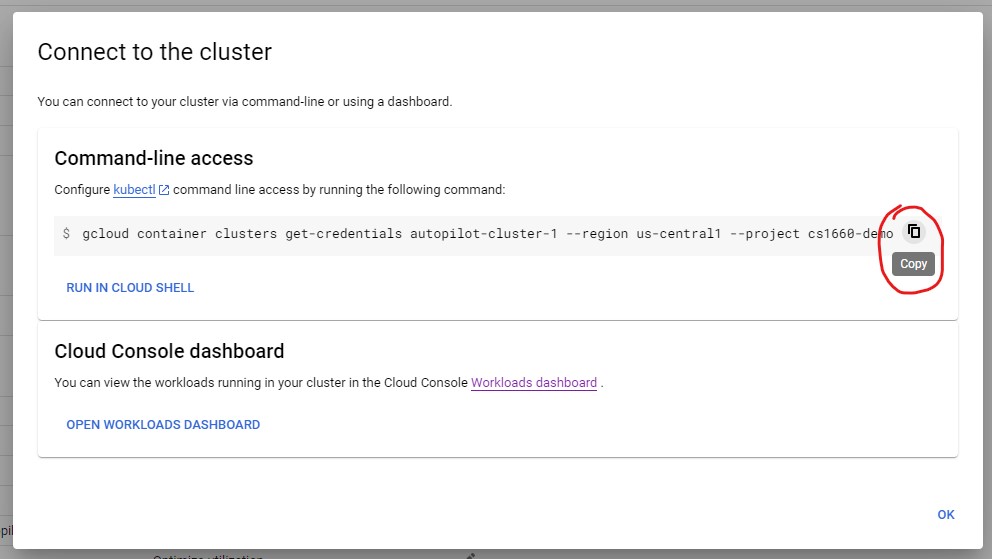 Connect to the cluster
You can connect to your cluster via command-line or using a dashboard.
Command-line access
Configure kubectl command line access by running the following command:
$ gcloud container clusters get-credentials autopilot-cluster-1 --region us-central1 --project cs1660-demo
Copy
RUN IN CLOUD SHELL
Cloud Console dashboard
You can view the workloads running in your cluster in the Cloud Console Workloads dashboard .
OPEN WORKLOADS DASHBOARD
OK